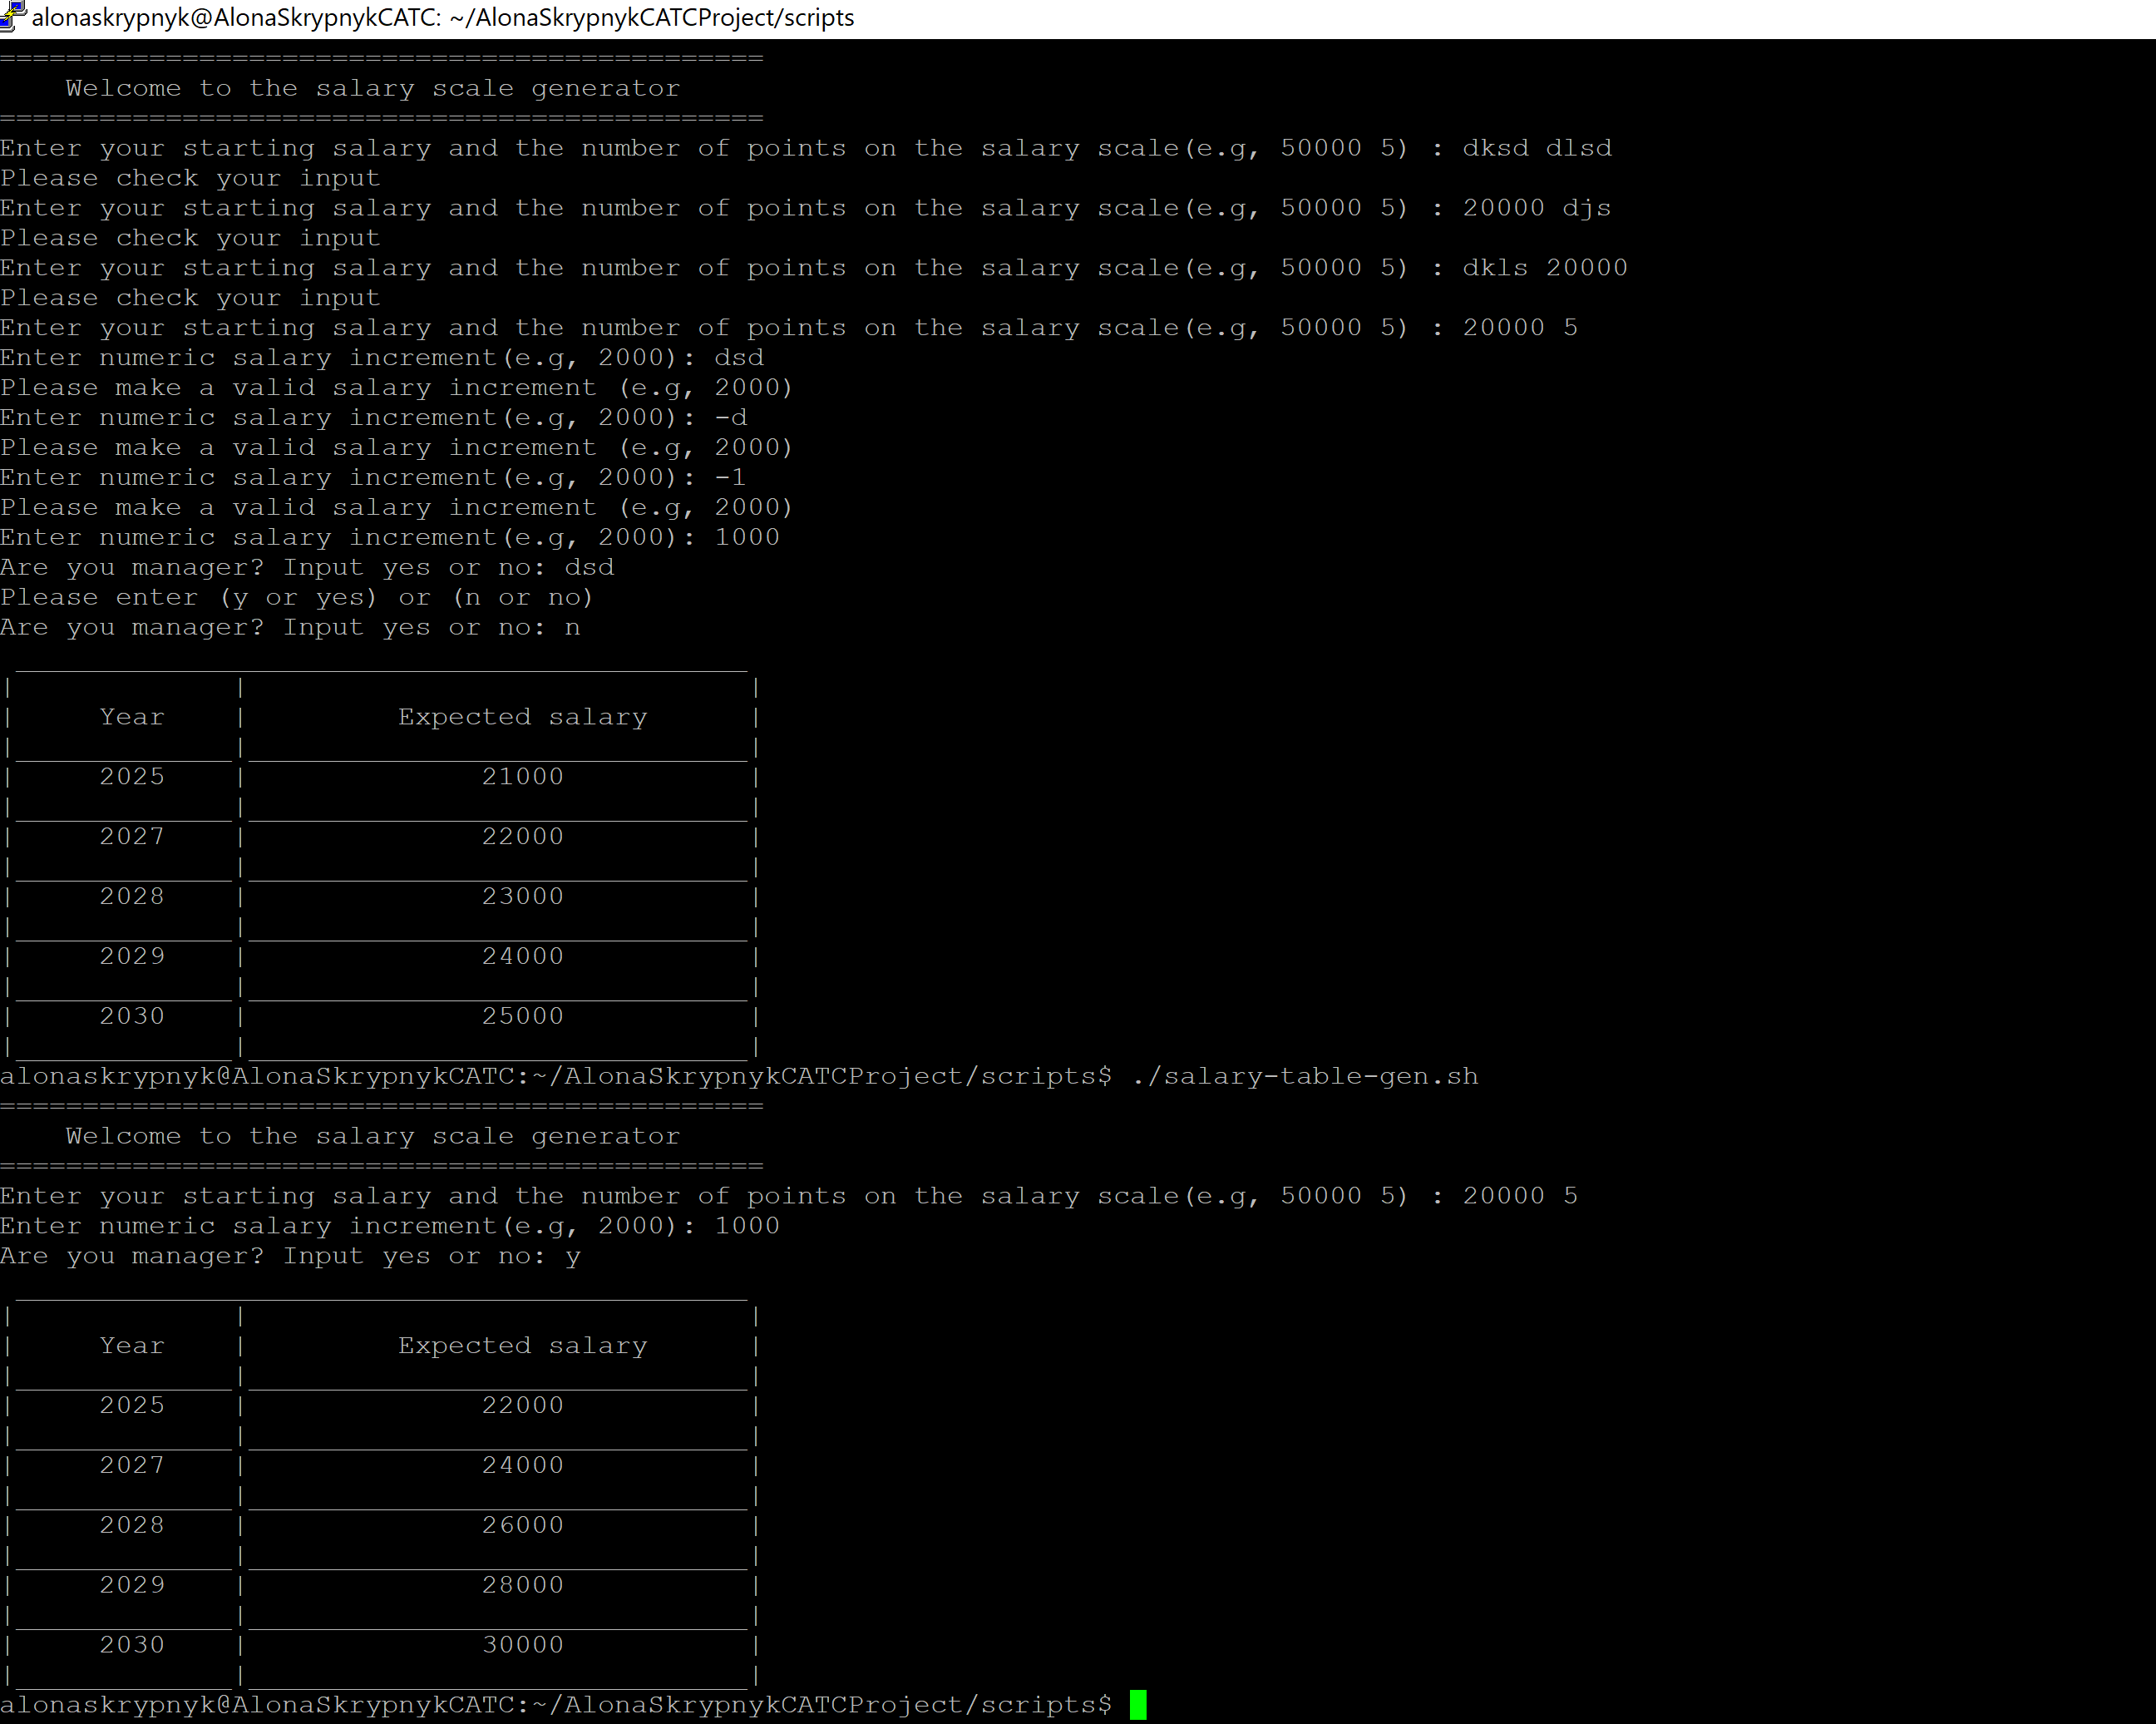 alonaskrypnyk@AlonaSkrypnykCATC: ~/AlonaSkrypnykCATCProject/scripts
==============================================
Welcome to the salary scale generator
==============================================
Enter your starting salary and the number of points on the salary scale(e.g, 50000 5) : dksd dlsd
Please check your input
Enter your starting salary and the number of points on the salary scale(e.g, 50000 5) : 20000 djs
Please check your input
Enter your starting salary and the number of points on the salary scale(e.g, 50000 5) : dkls 20000
Please check your input
Enter your starting salary and the number of points on the salary scale(e.g, 50000 5) : 20000 5
Enter numeric salary increment(e.g, 2000): dsd
Please make a valid salary increment (e.g, 2000)
Enter numeric salary increment(e.g, 2000): -d
Please make a valid salary increment (e.g, 2000)
Enter numeric salary increment(e.g, 2000): -1
Please make a valid salary increment (e.g, 2000)
Enter numeric salary increment(e.g, 2000): 1000
Are you manager? Input yes or no: dsd
Please enter (y or yes) or (n or no)
Are you manager? Input yes or no: n
Year | Expected salary
2025 | 21000
2027 | 22000
2028 | 23000
2029 | 24000
2030 | 25000
alonaskrypnyk@AlonaSkrypnykCATC:~/AlonaSkrypnykCATCProject/scripts$ ./salary-table-gen.sh
==============================================
Welcome to the salary scale generator
==============================================
Enter your starting salary and the number of points on the salary scale(e.g, 50000 5) : 20000 5
Enter numeric salary increment(e.g, 2000): 1000
Are you manager? Input yes or no: y
Year | Expected salary
2025 | 22000
2027 | 24000
2028 | 26000
2029 | 28000
2030 | 30000
alonaskrypnyk@AlonaSkrypnykCATC:~/AlonaSkrypnykCATCProject/scripts$